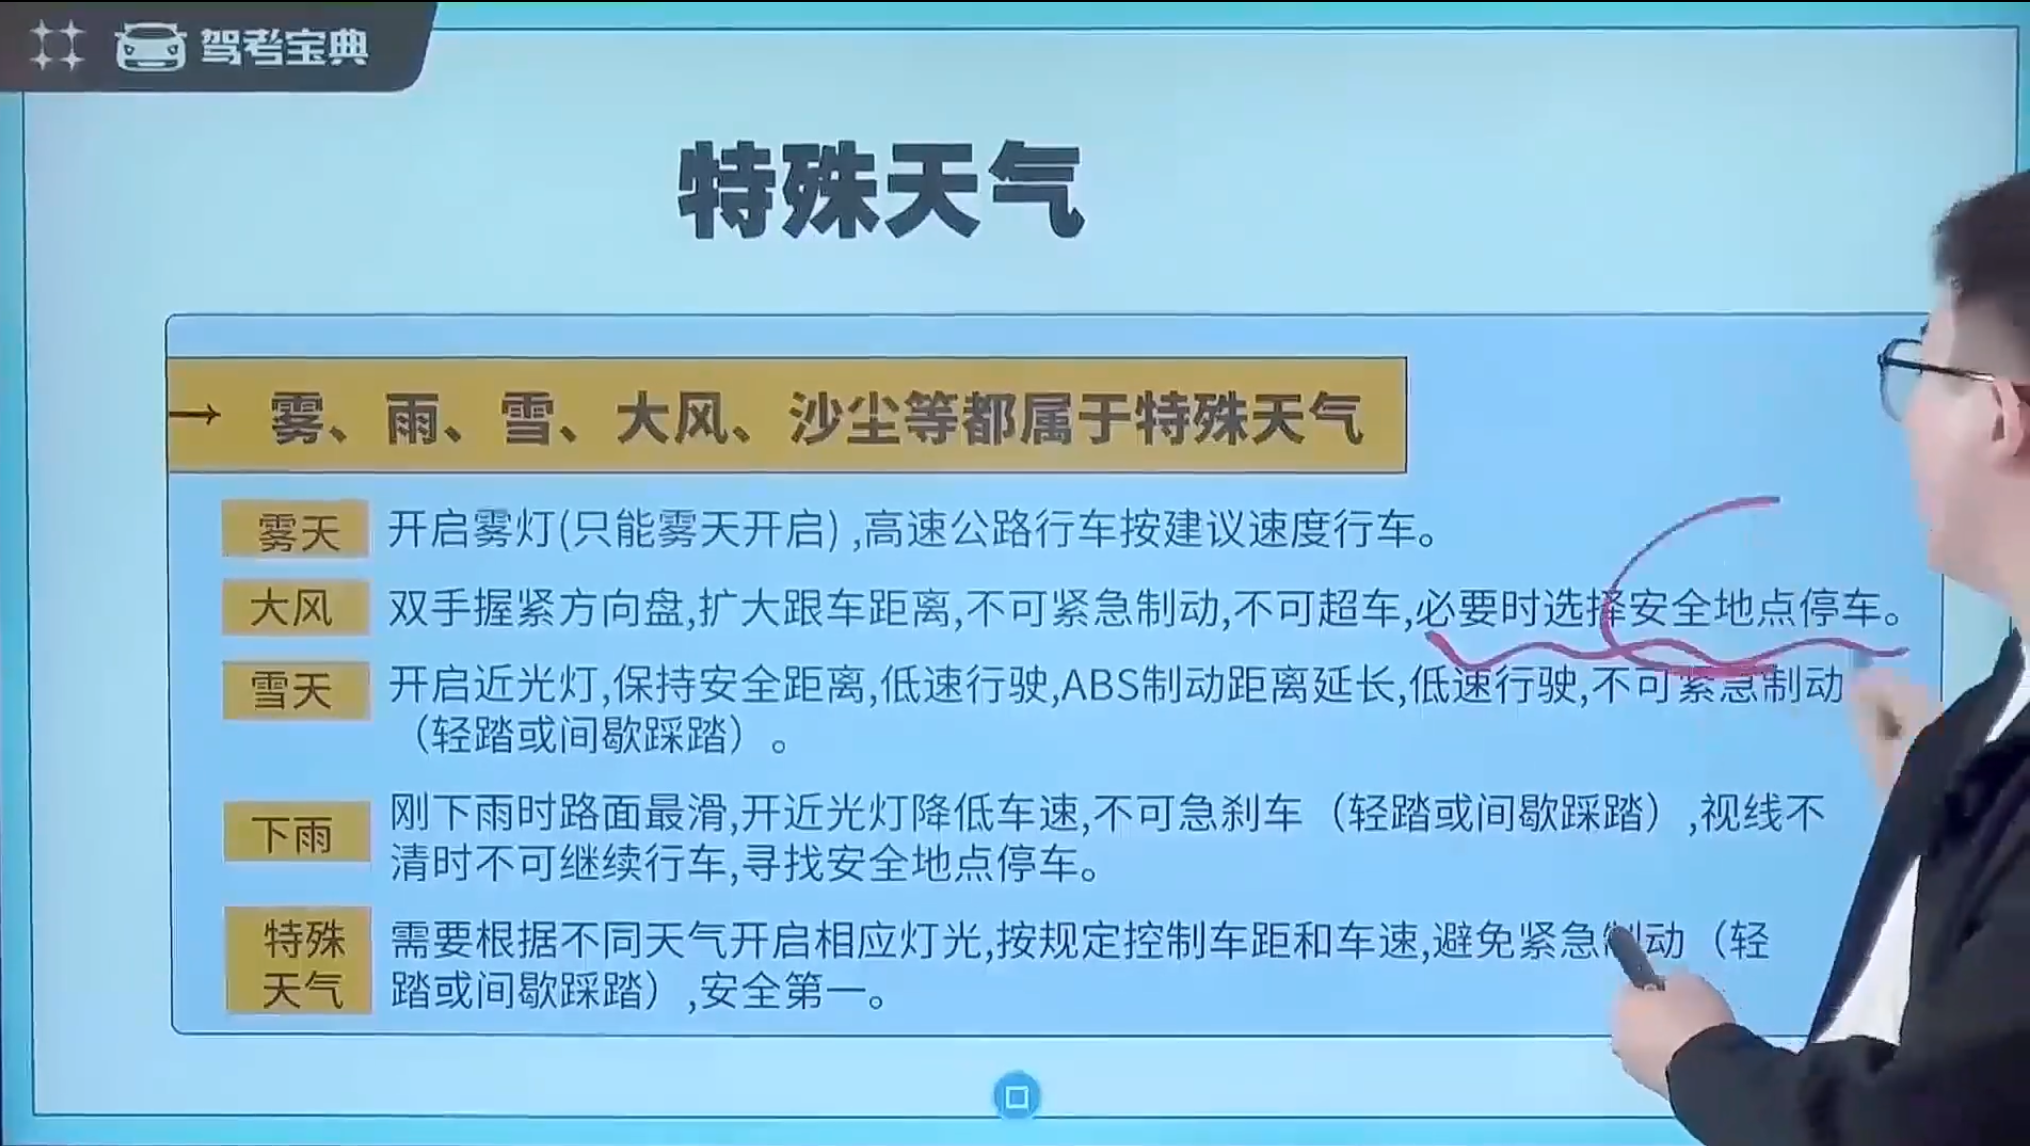 驾考宝典
特殊天气
雾、雨、雪、大风、沙尘等都属于特殊天气
雾天 开启雾灯(只能雾天开启),高速公路行车按建议速度行车。
大风 双手握紧方向盘,扩大跟车距离,不可紧急制动,不可超车,必要时选择安全地点停车。
雪天 开启近光灯,保持安全距离,低速行驶,ABS制动距离延长,低速行驶,不可紧急制动
（轻踏或间歇踩踏）。
下雨 刚下雨时路面最滑,开近光灯降低车速,不可急刹车（轻踏或间歇踩踏）,视线不
清时不可继续行车,寻找安全地点停车。
特殊 需要根据不同天气开启相应灯光,按规定控制车距和车速,避免紧急制动（轻
天气 踏或间歇踩踏）,安全第一。